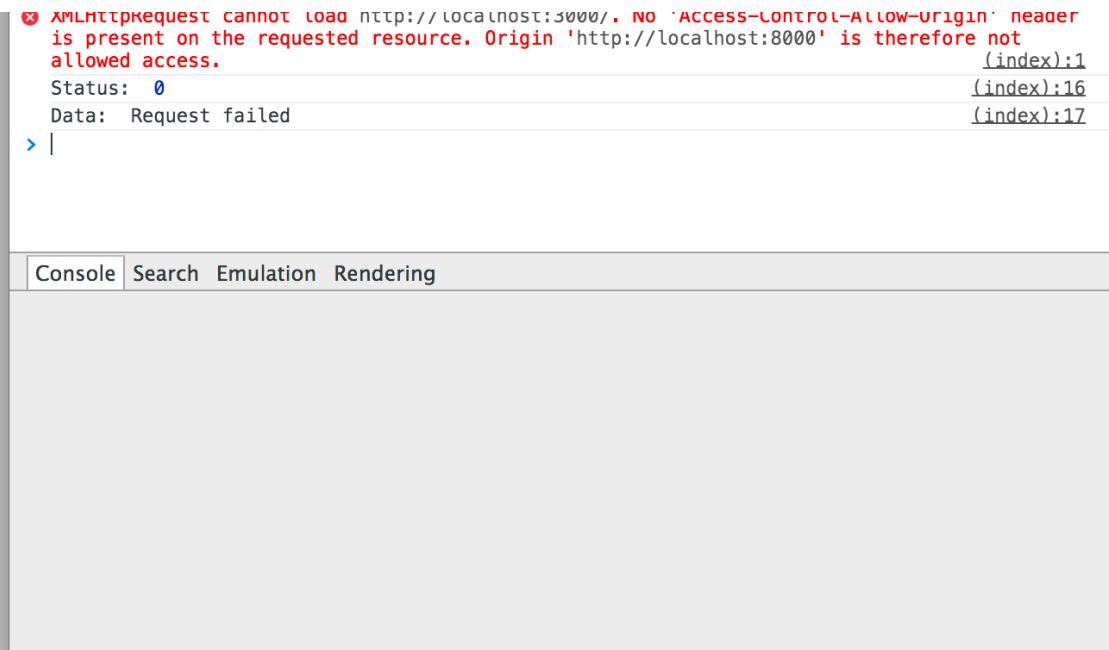 XMLHttpRequest cannot load http://localhost:3000/. No 'Access-Control-Allow-Origin' header
is present on the requested resource. Origin 'http://localhost:8000' is therefore not
allowed access. (index):1
Status: 0 (index):16
Data: Request failed (index):17
>
Console Search Emulation Rendering